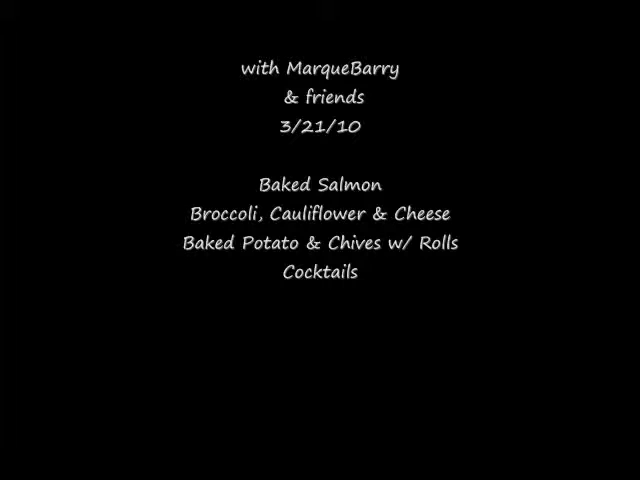 with MarqueBarry
& friends
3/21/10
Baked Salmon
Broccoli, Cauliflower & Cheese
Baked Potato & Chives w/ Rolls
Cocktails